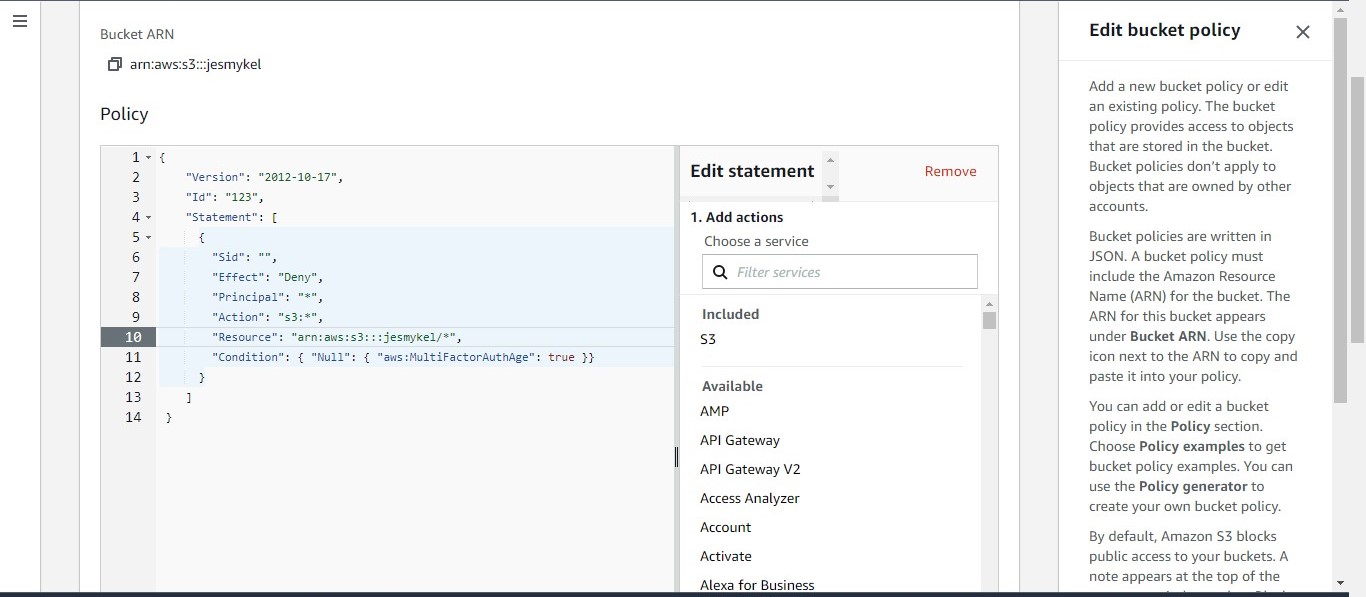 Bucket ARN
arn:aws:s3:::jesmykel
Policy
1 {
2 "Version": "2012-10-17",
3 "Id": "123",
4 "Statement": [
5 {
6 "Sid": "",
7 "Effect": "Deny",
8 "Principal": "*",
9 "Action": "s3:*",
10 "Resource": "arn:aws:s3:::jesmykel/*",
11 "Condition": { "Null": { "aws:MultiFactorAuthAge": true }}
12 }
13 ]
14 }
Edit statement
Remove
1. Add actions
Choose a service
Filter services
Included
S3
Available
AMP
API Gateway
API Gateway V2
Access Analyzer
Account
Activate
Alexa for Business
Edit bucket policy
Add a new bucket policy or edit
an existing policy. The bucket
policy provides access to objects
that are stored in the bucket.
Bucket policies don't apply to
objects that are owned by other
accounts.
Bucket policies are written in
JSON. A bucket policy must
include the Amazon Resource
Name (ARN) for the bucket. The
ARN for this bucket appears
under Bucket ARN. Use the copy
icon next to the ARN to copy and
paste it into your policy.
You can add or edit a bucket
policy in the Policy section.
Choose Policy examples to get
bucket policy examples. You can
use the Policy generator to
create your own bucket policy.
By default, Amazon S3 blocks
public access to your buckets. A
note appears at the top of the